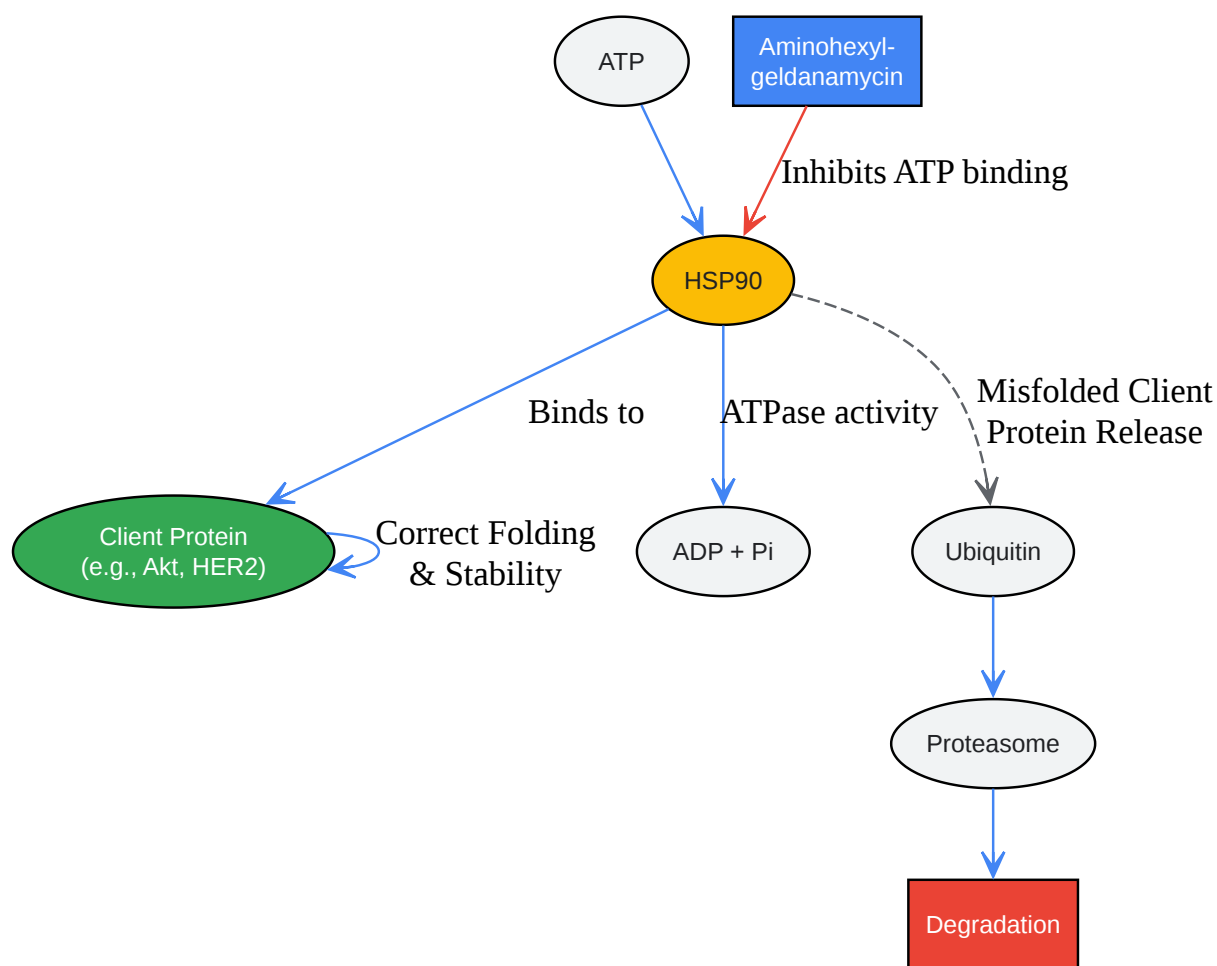 ATP
Aminohexyl-
geldanamycin
Inhibits ATP binding
HSP90
Binds to
ATPase activity
Misfolded Client
Protein Release
Client Protein
(e.g., Akt, HER2)
Correct Folding
& Stability
ADP + Pi
Ubiquitin
Proteasome
Degradation